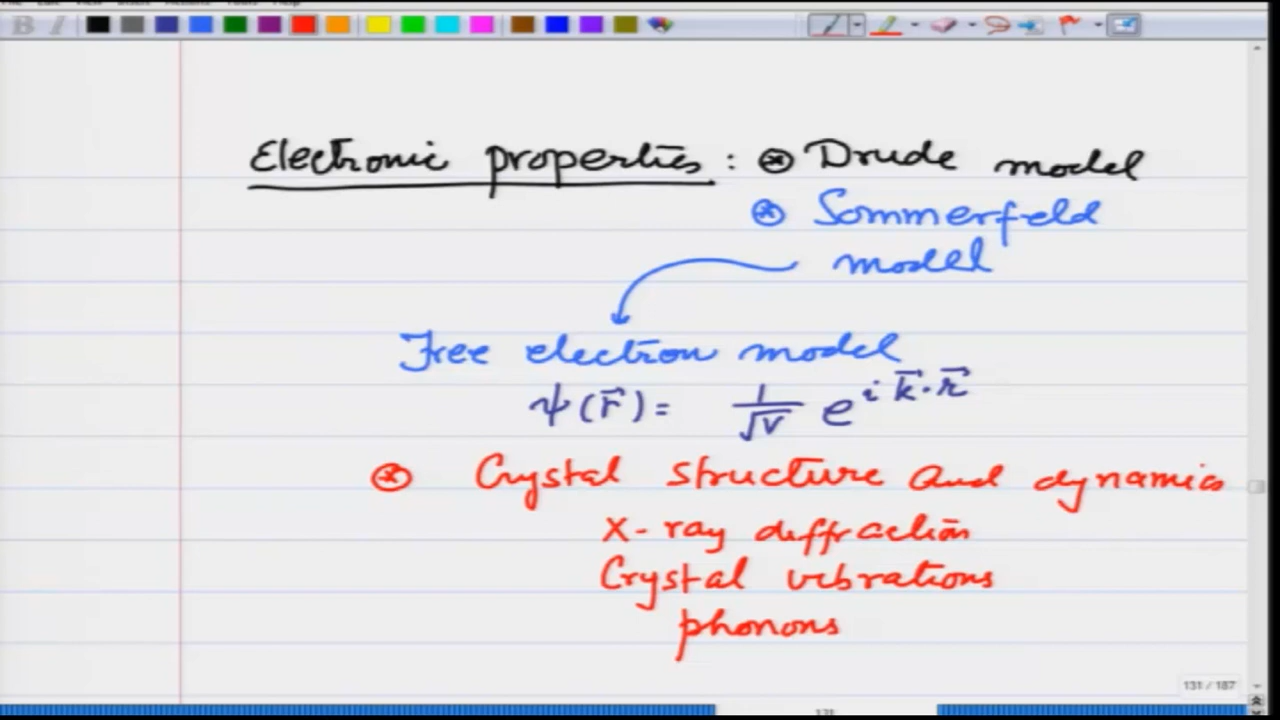 Electronic properties : ⊛ Drude model
⊛ Sommerfeld
model
Free electron model
ψ(r⃗) = 1/√V e^{i k⃗·r⃗}
⊛ Crystal structure and dynamics
X-ray diffraction
Crystal vibrations
phonons
131 / 187